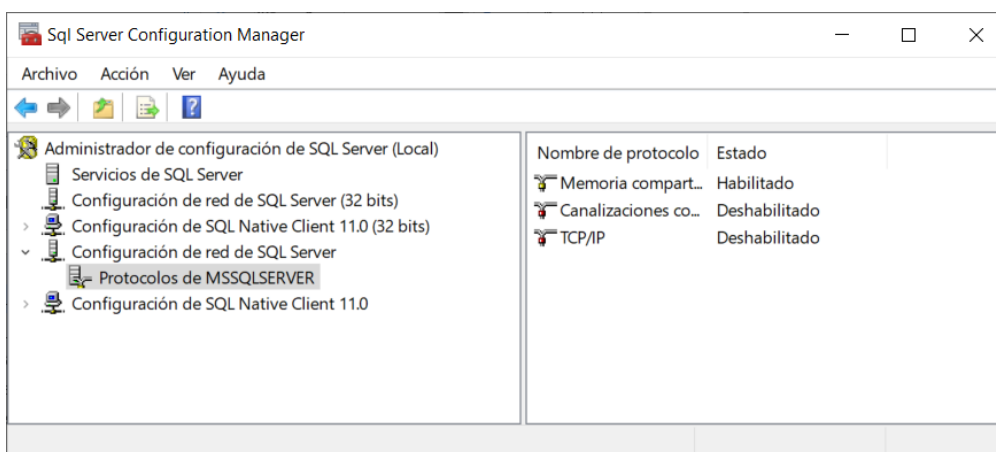 Sql Server Configuration Manager
Archivo Acción Ver Ayuda
Administrador de configuración de SQL Server (Local)
Servicios de SQL Server
Configuración de red de SQL Server (32 bits)
Configuración de SQL Native Client 11.0 (32 bits)
Configuración de red de SQL Server
Protocolos de MSSQLSERVER
Configuración de SQL Native Client 11.0
Nombre de protocolo Estado
Memoria compart... Habilitado
Canalizaciones co... Deshabilitado
TCP/IP Deshabilitado